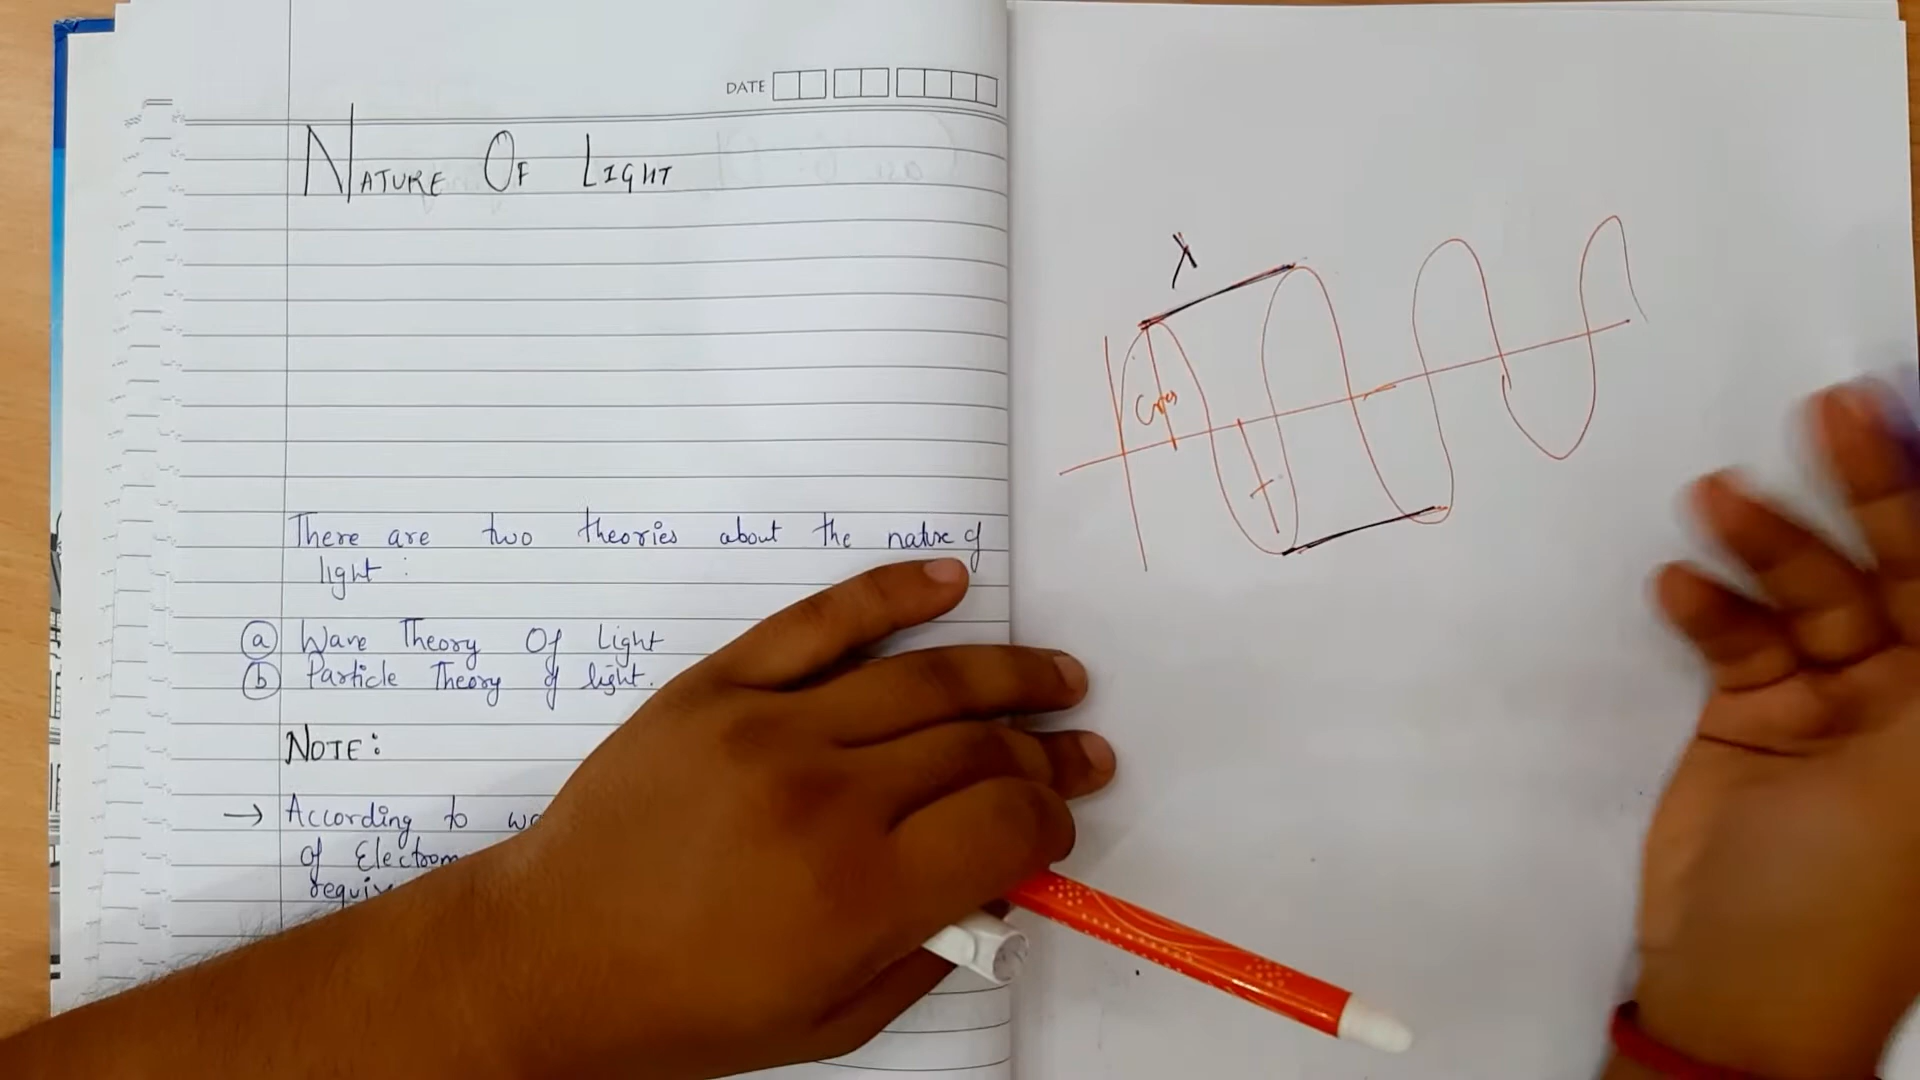 DATE
NATURE OF LIGHT
There are two theories about the nature of
light :
a Wave Theory Of Light
b Particle Theory of light.
NOTE:
→ According to
of
λ
Cres
T